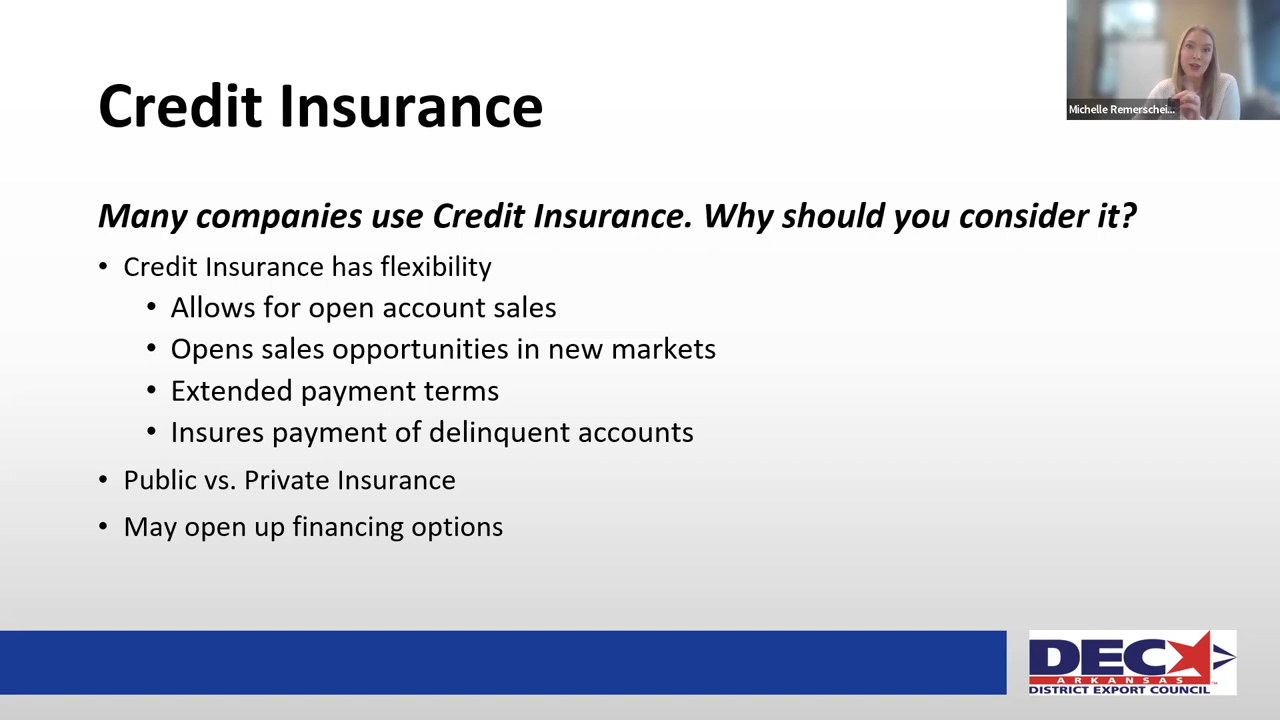 Credit Insurance
Michelle Remerschei...
Many companies use Credit Insurance. Why should you consider it?
• Credit Insurance has flexibility
• Allows for open account sales
• Opens sales opportunities in new markets
• Extended payment terms
• Insures payment of delinquent accounts
• Public vs. Private Insurance
• May open up financing options
DEC
ARKANSAS
DISTRICT EXPORT COUNCIL